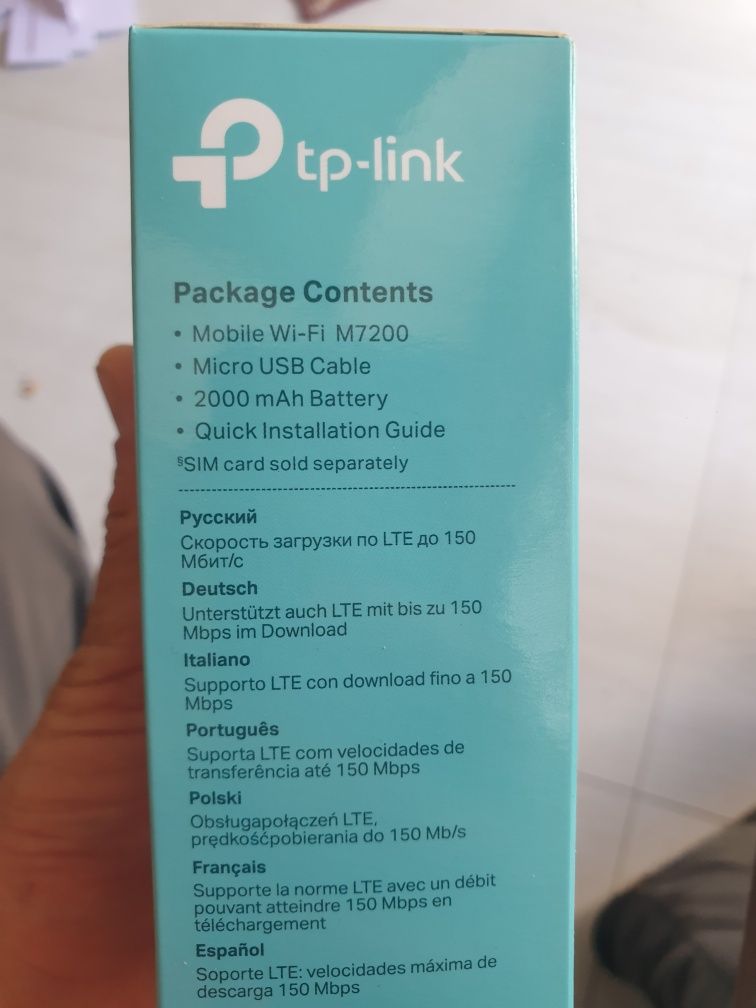 tp-link
Package Contents
• Mobile Wi-Fi M7200
• Micro USB Cable
• 2000 mAh Battery
• Quick Installation Guide
§SIM card sold separately
Русский
Скорость загрузки по LTE до 150
Мбит/с
Deutsch
Unterstützt auch LTE mit bis zu 150
Mbps im Download
Italiano
Supporto LTE con download fino a 150
Mbps
Português
Suporta LTE com velocidades de
transferência até 150 Mbps
Polski
Obsługapołączeń LTE,
prędkośćpobierania do 150 Mb/s
Français
Supporte la norme LTE avec un débit
pouvant atteindre 150 Mbps en
téléchargement
Español
Soporte LTE: velocidades máxima de
descarga 150 Mbps